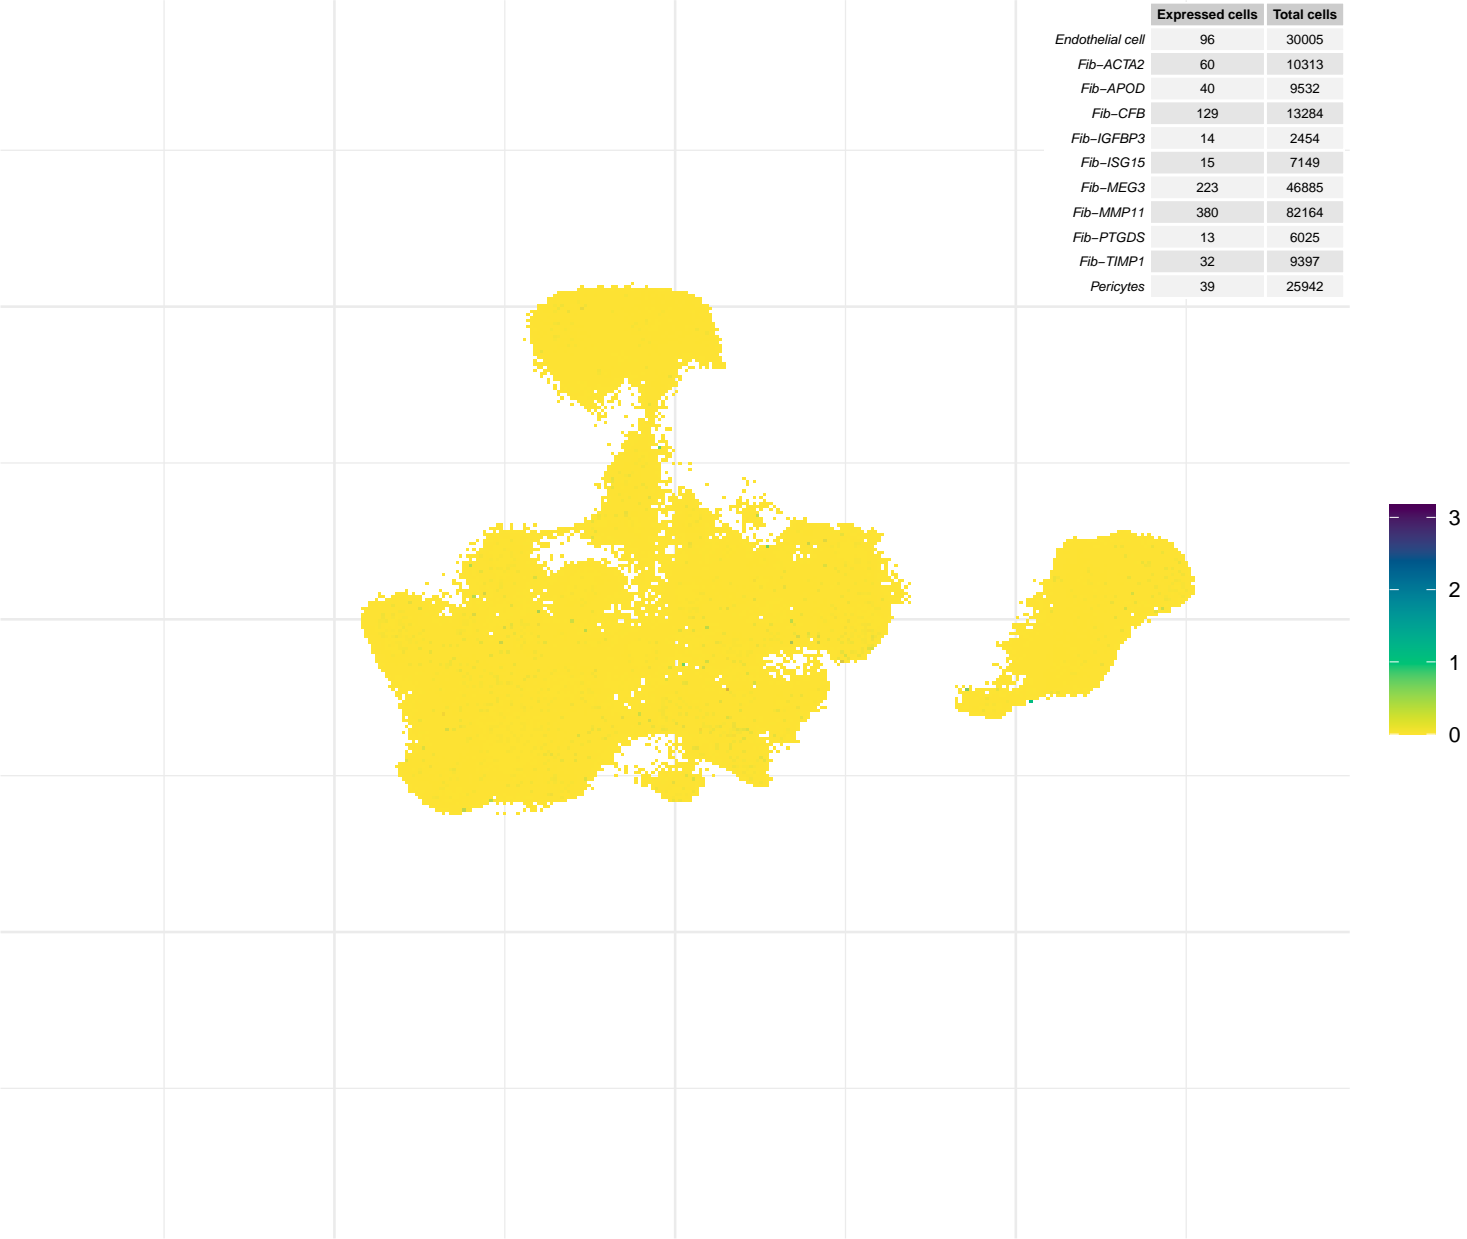 Expressed cells Total cells
Endothelial cell 96 30005
Fib−ACTA2 60 10313
Fib−APOD 40 9532
Fib−CFB 129 13284
Fib−IGFBP3 14 2454
Fib−ISG15 15 7149
Fib−MEG3 223 46885
Fib−MMP11 380 82164
Fib−PTGDS 13 6025
Fib−TIMP1 32 9397
Pericytes 39 25942
3
2
1
0